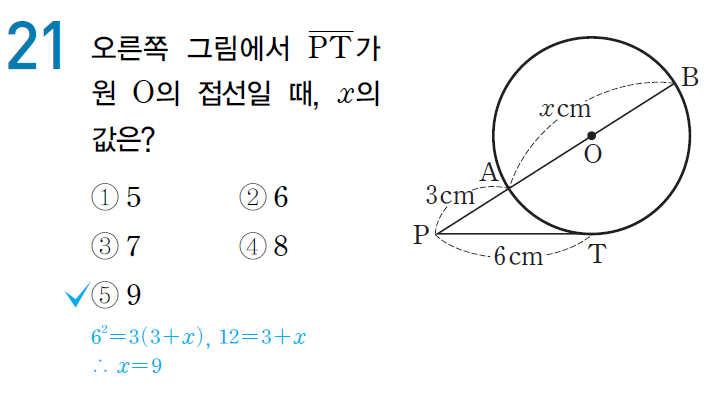 21 오른쪽 그림에서 PT가
원 O의 접선일 때, x의
값은?
① 5 ② 6
③ 7 ④ 8
⑤ 9
6²=3(3+x), 12=3+x
∴ x=9
B
x cm
O
A
3cm
P
6cm
T